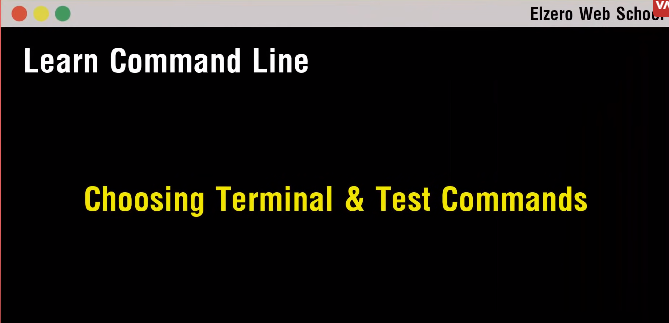 Elzero Web School
Learn Command Line
Choosing Terminal & Test Commands